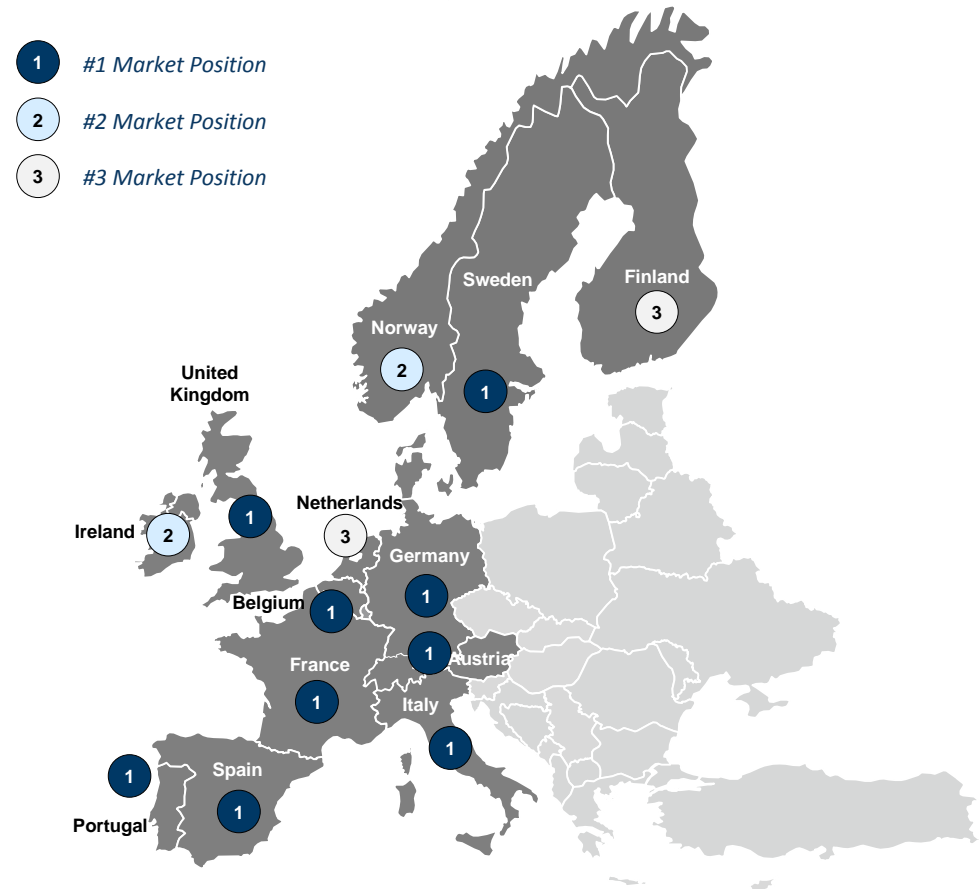 1 #1 Market Position
2 #2 Market Position
3 #3 Market Position
Finland
3
Sweden
1
Norway
2
United
Kingdom
1
Ireland
2
Netherlands
3
Germany
1
Belgium
1
1
Austria
France
1
Italy
1
1
Portugal
Spain
1